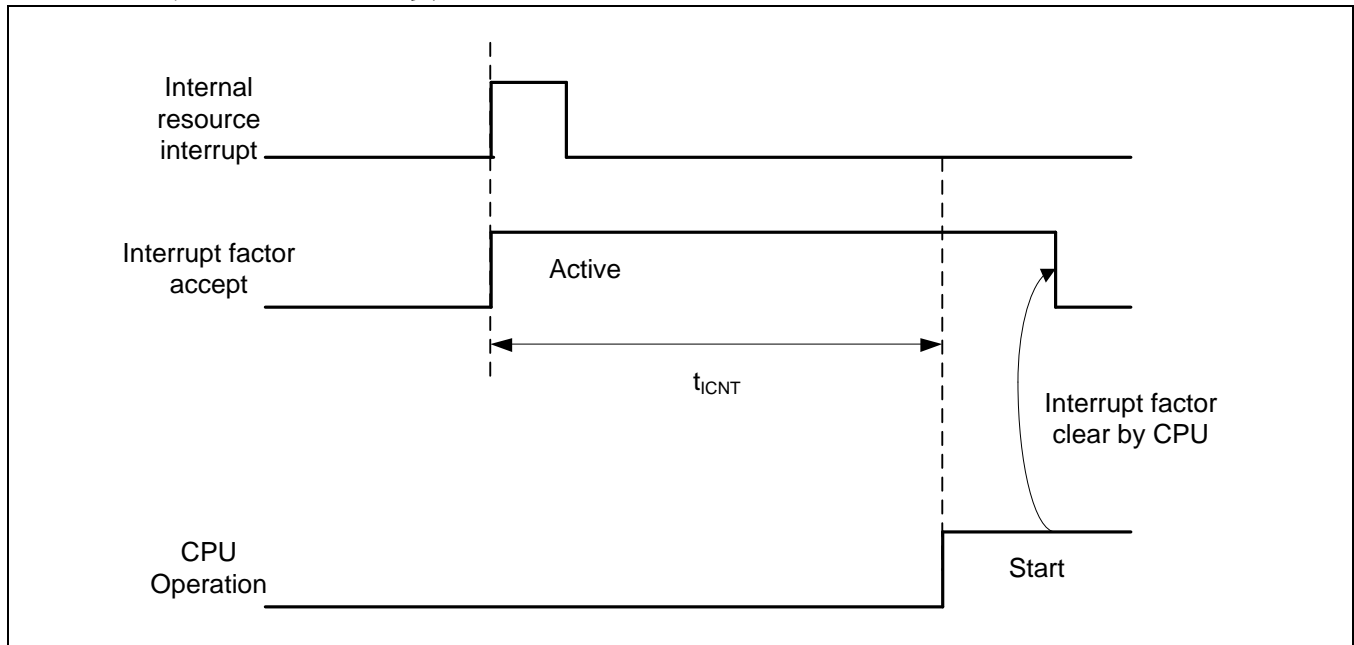 Internal
resource
interrupt
Interrupt factor
accept
Active
tICNT
Interrupt factor
clear by CPU
CPU
Operation
Start